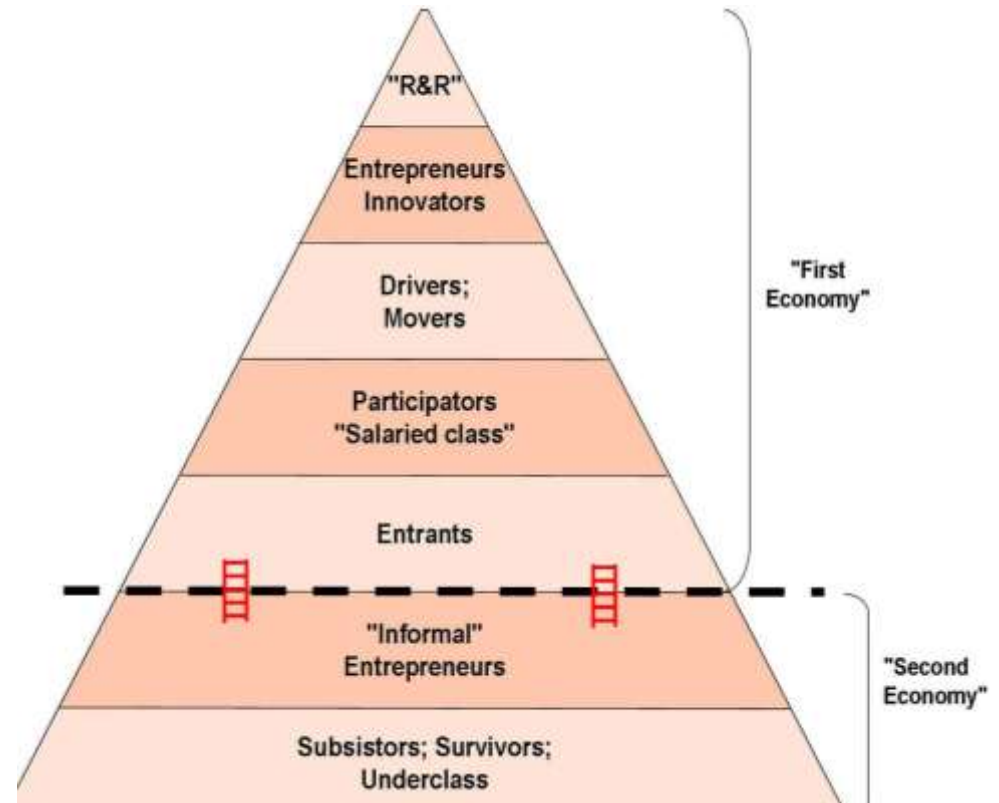 "R&R"
Entrepreneurs
Innovators
Drivers;
Movers
"First
Economy"
Participators
"Salaried class"
Entrants
"Informal"
Entrepreneurs
"Second
Economy"
Subsistors; Survivors;
Underclass